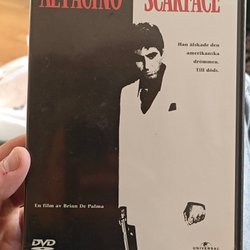 AL PACINO SCARFACE
Han älskade den
amerikanska
drömmen.
Till döds.
En film av Brian De Palma
DVD
UNIVERSAL